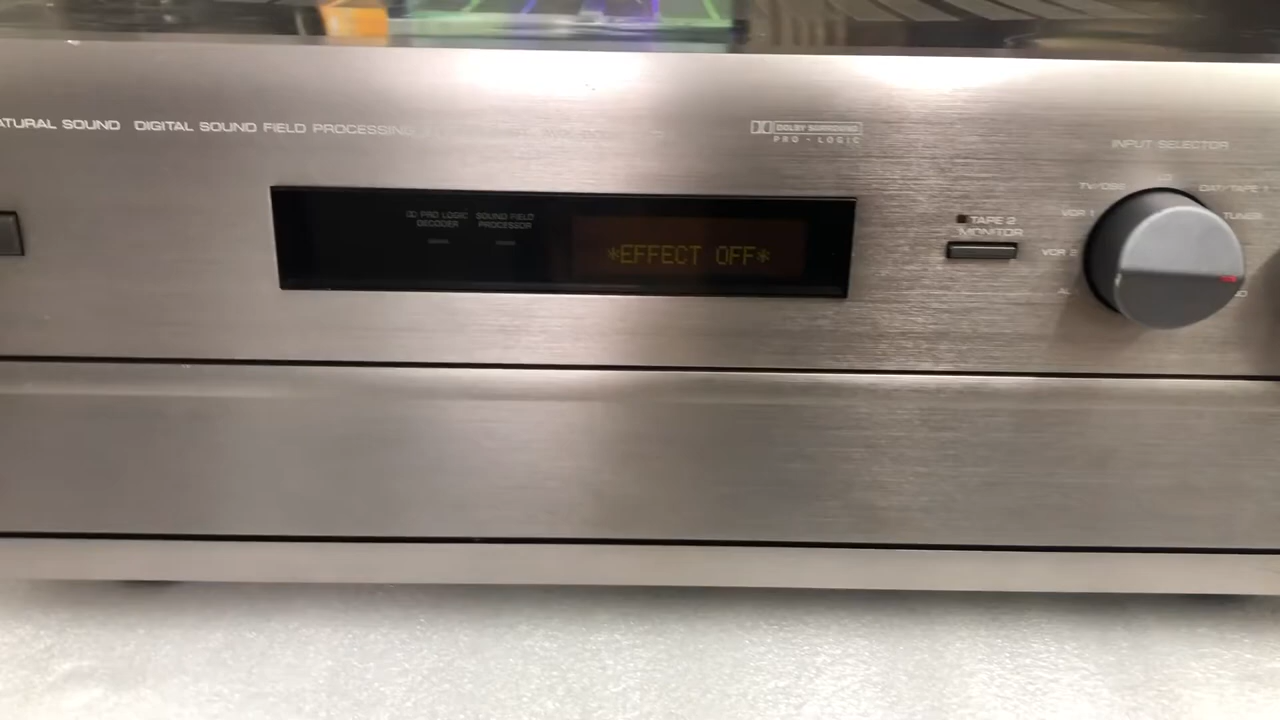 ATURAL SOUND DIGITAL SOUND FIELD PROCESSING
DOLBY SURROUND
PRO·LOGIC
INPUT SELECTOR
CD
TV/DBS
DAT/TAPE 1
VCR 1
TUNER
VCR 2
PRO LOGIC DECODER
SOUND FIELD PROCESSOR
*EFFECT OFF*
TAPE 2
MONITOR